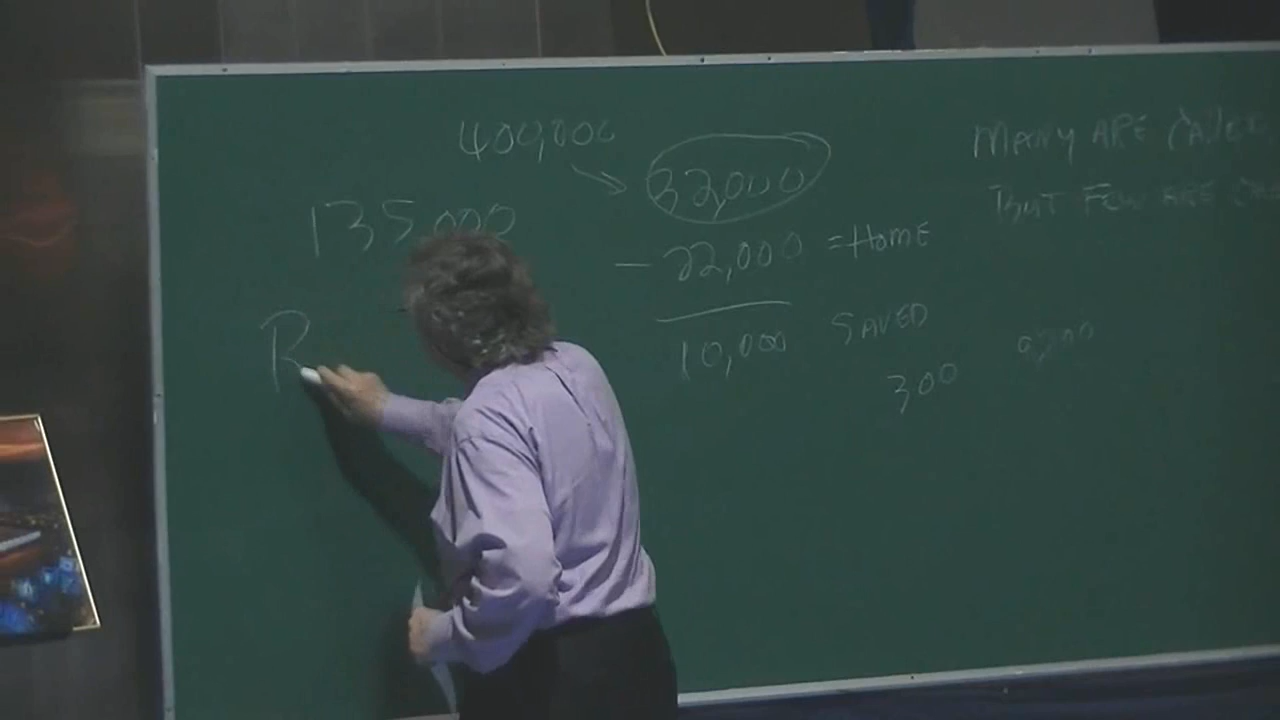 400,000
32,000
135,000
- 22,000 = HOME
10,000 SAVED
300
R
MANY ARE CALLED
BUT FEW ARE